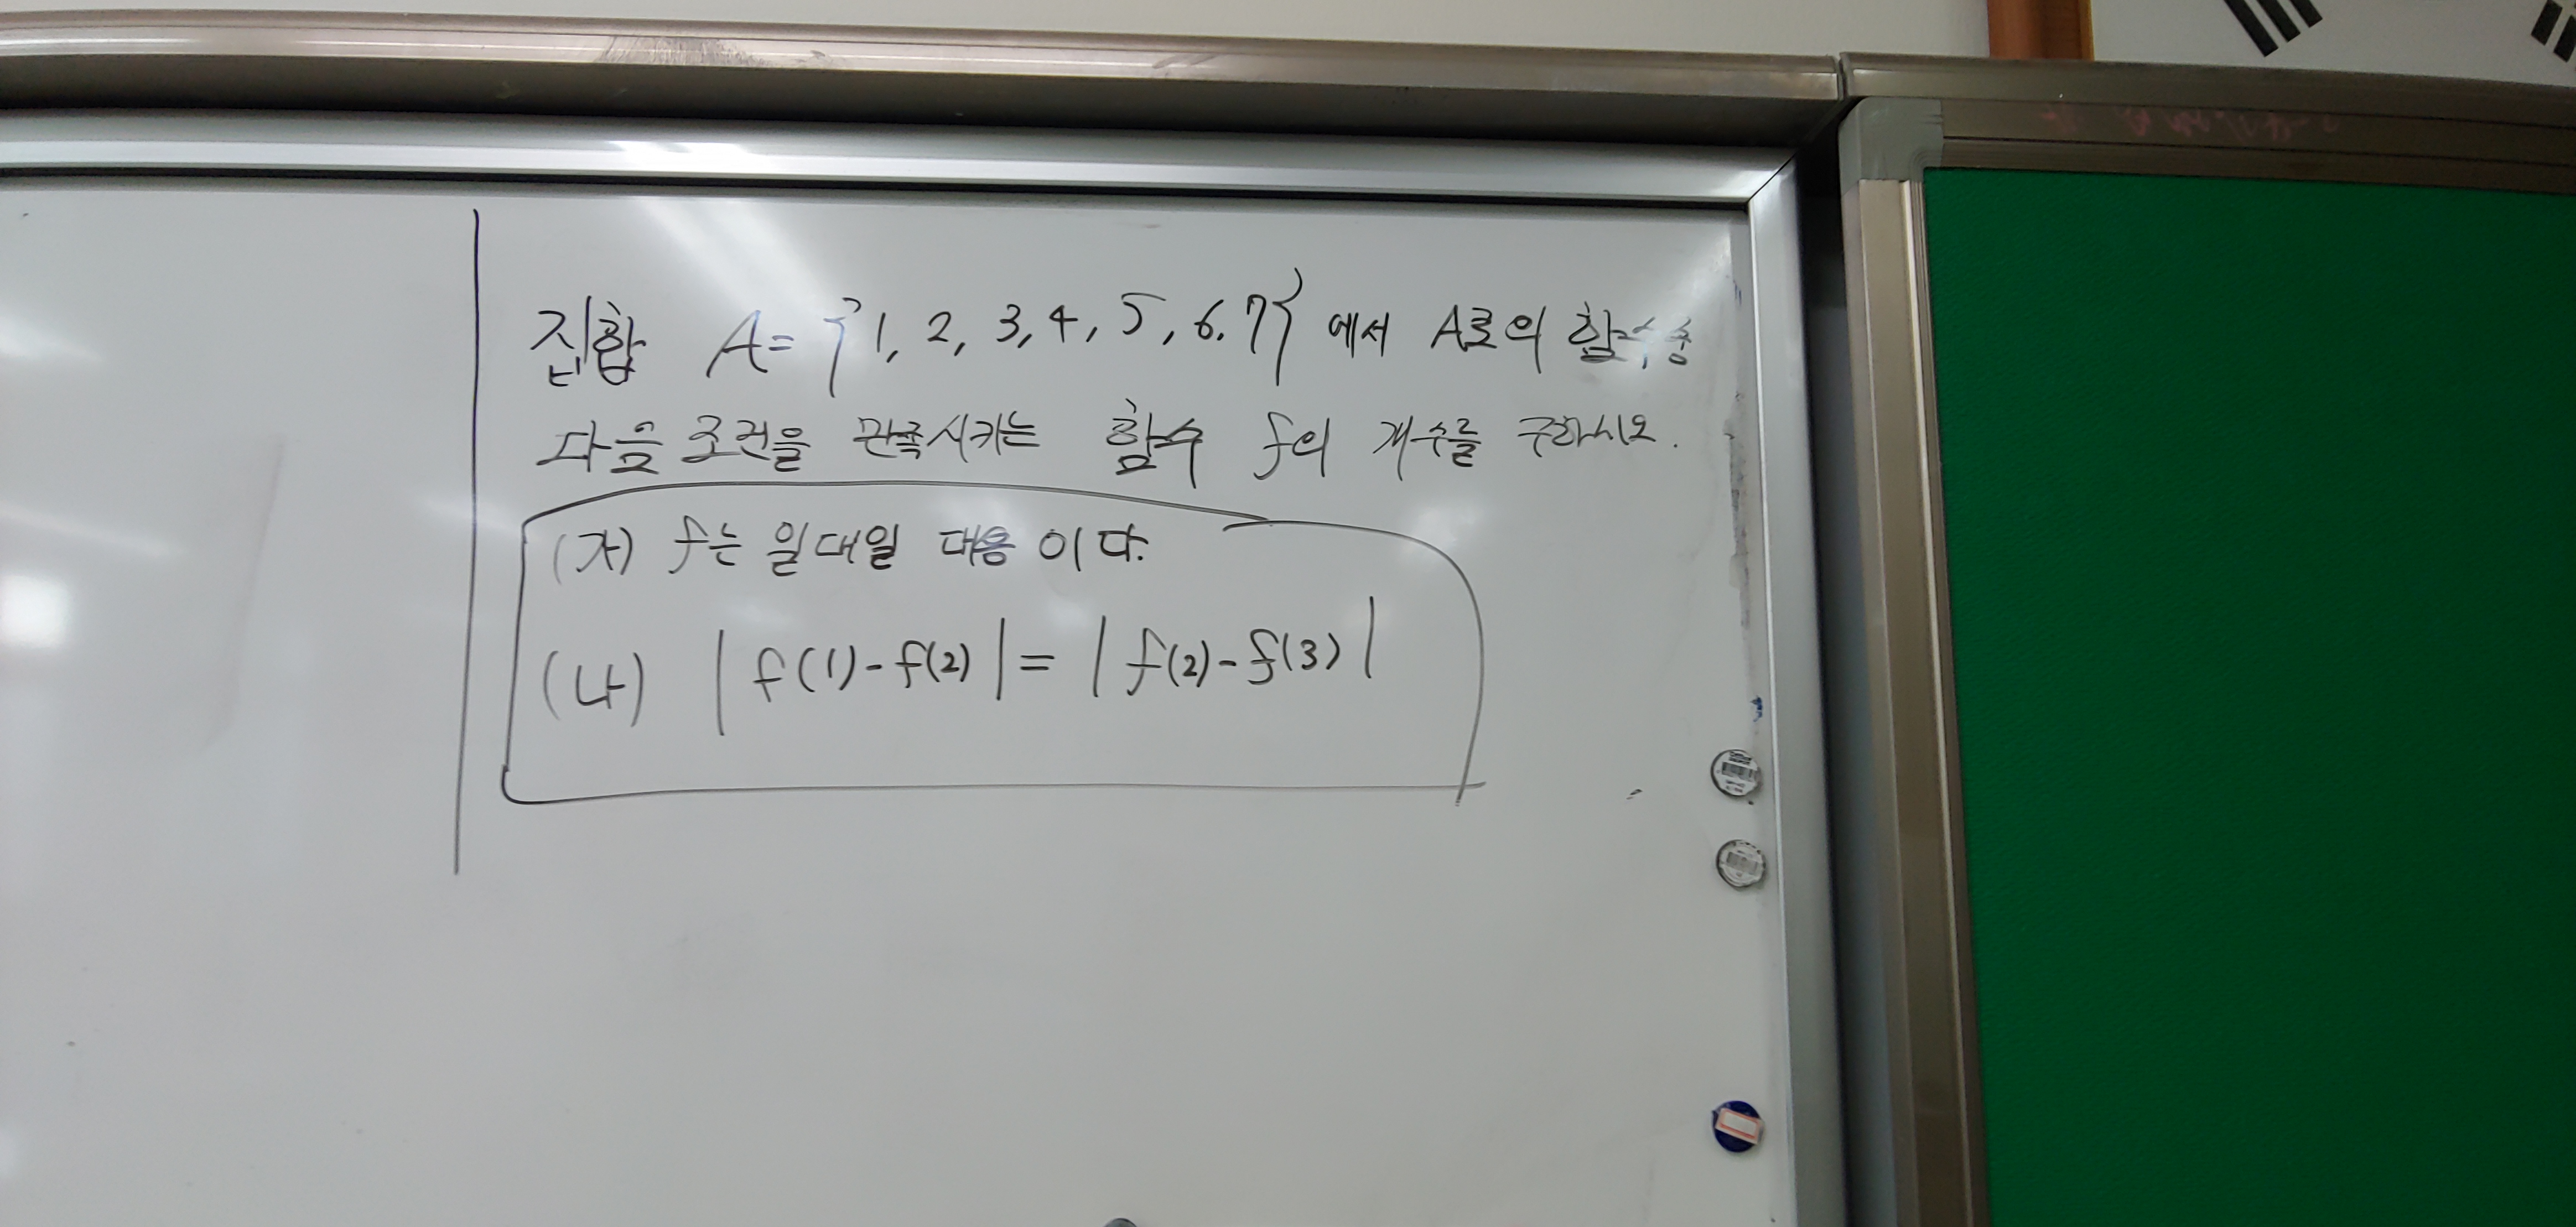 집합 A = {1, 2, 3, 4, 5, 6, 7} 에서 A로의 함수중
다음 조건을 만족시키는 함수 f의 개수를 구하시오.
(가) f는 일대일 대응 이다.
(나) |f(1)-f(2)| = |f(2)-f(3)|